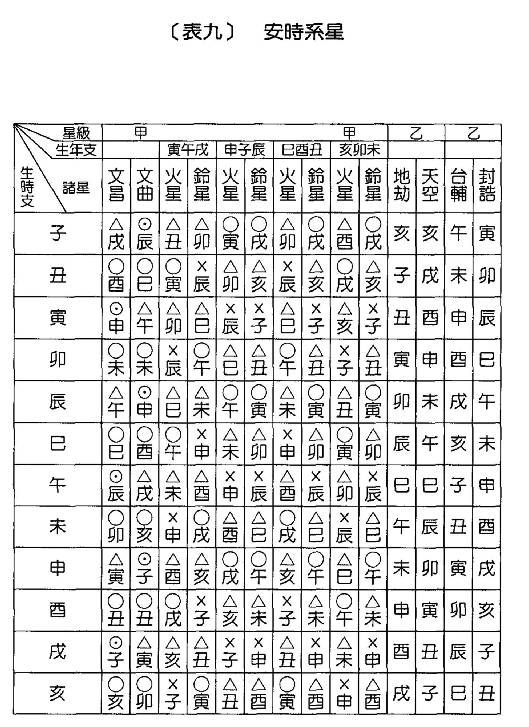 〔表九〕 安時系星
星級 甲 甲 乙 乙
生年支 寅午戌 申子辰 巳酉丑 亥卯未
生時支 諸星 文昌 文曲 火星 鈴星 火星 鈴星 火星 鈴星 火星 鈴星 地劫 天空 台輔 封誥
子 △戌 ⊙辰 △丑 △卯 ○寅 ○戌 △卯 ○戌 △酉 ○戌 亥 亥 午 寅
丑 ○酉 ○巳 ○寅 ×辰 △卯 △亥 ×辰 △亥 ○戌 △亥 子 戌 未 卯
寅 ⊙申 △午 △卯 △巳 ×辰 ×子 △巳 ×子 △亥 ×子 丑 酉 申 辰
卯 ○未 ○未 ×辰 ○午 △巳 △丑 ○午 △丑 ×子 △丑 寅 申 酉 巳
辰 △午 ⊙申 △巳 △未 ○午 ○寅 △未 ○寅 △丑 ○寅 卯 未 戌 午
巳 ○巳 ○酉 ○午 ×申 △未 △卯 ×申 △卯 ○寅 △卯 辰 午 亥 未
午 ⊙辰 △戌 △未 △酉 ×申 ×辰 △酉 ×辰 △卯 ×辰 巳 巳 子 申
未 ○卯 ○亥 ×申 ○戌 △酉 △巳 ○戌 △巳 ×辰 △巳 午 辰 丑 酉
申 △寅 ⊙子 △酉 △亥 ○戌 ○午 △亥 ○午 △巳 ○午 未 卯 寅 戌
酉 ○丑 ○丑 ○戌 ×子 △亥 △未 ×子 △未 ○午 △未 申 寅 卯 亥
戌 ⊙子 △寅 △亥 △丑 ×子 ×申 △丑 ×申 △未 ×申 酉 丑 辰 子
亥 ○亥 ○卯 ×子 ○寅 △丑 △酉 ○寅 △酉 ×申 △酉 戌 子 巳 丑